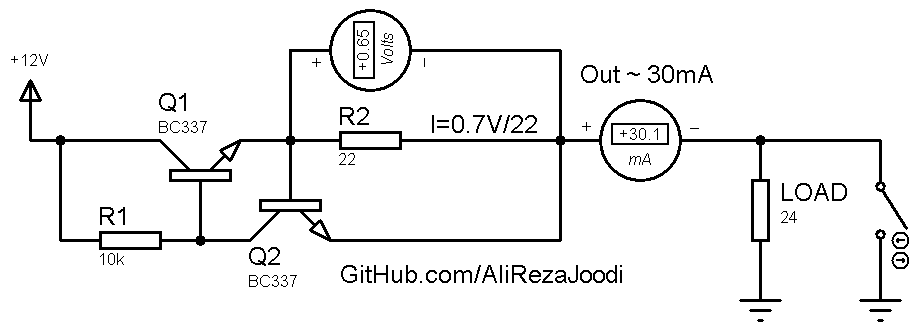 +0.65
Volts
+ −
+12V
Out ~ 30mA
Q1
BC337
R2
22
I=0.7V/22
+ −
+30.1
mA
R1
10k
LOAD
24
Q2
BC337
GitHub.com/AliRezaJoodi